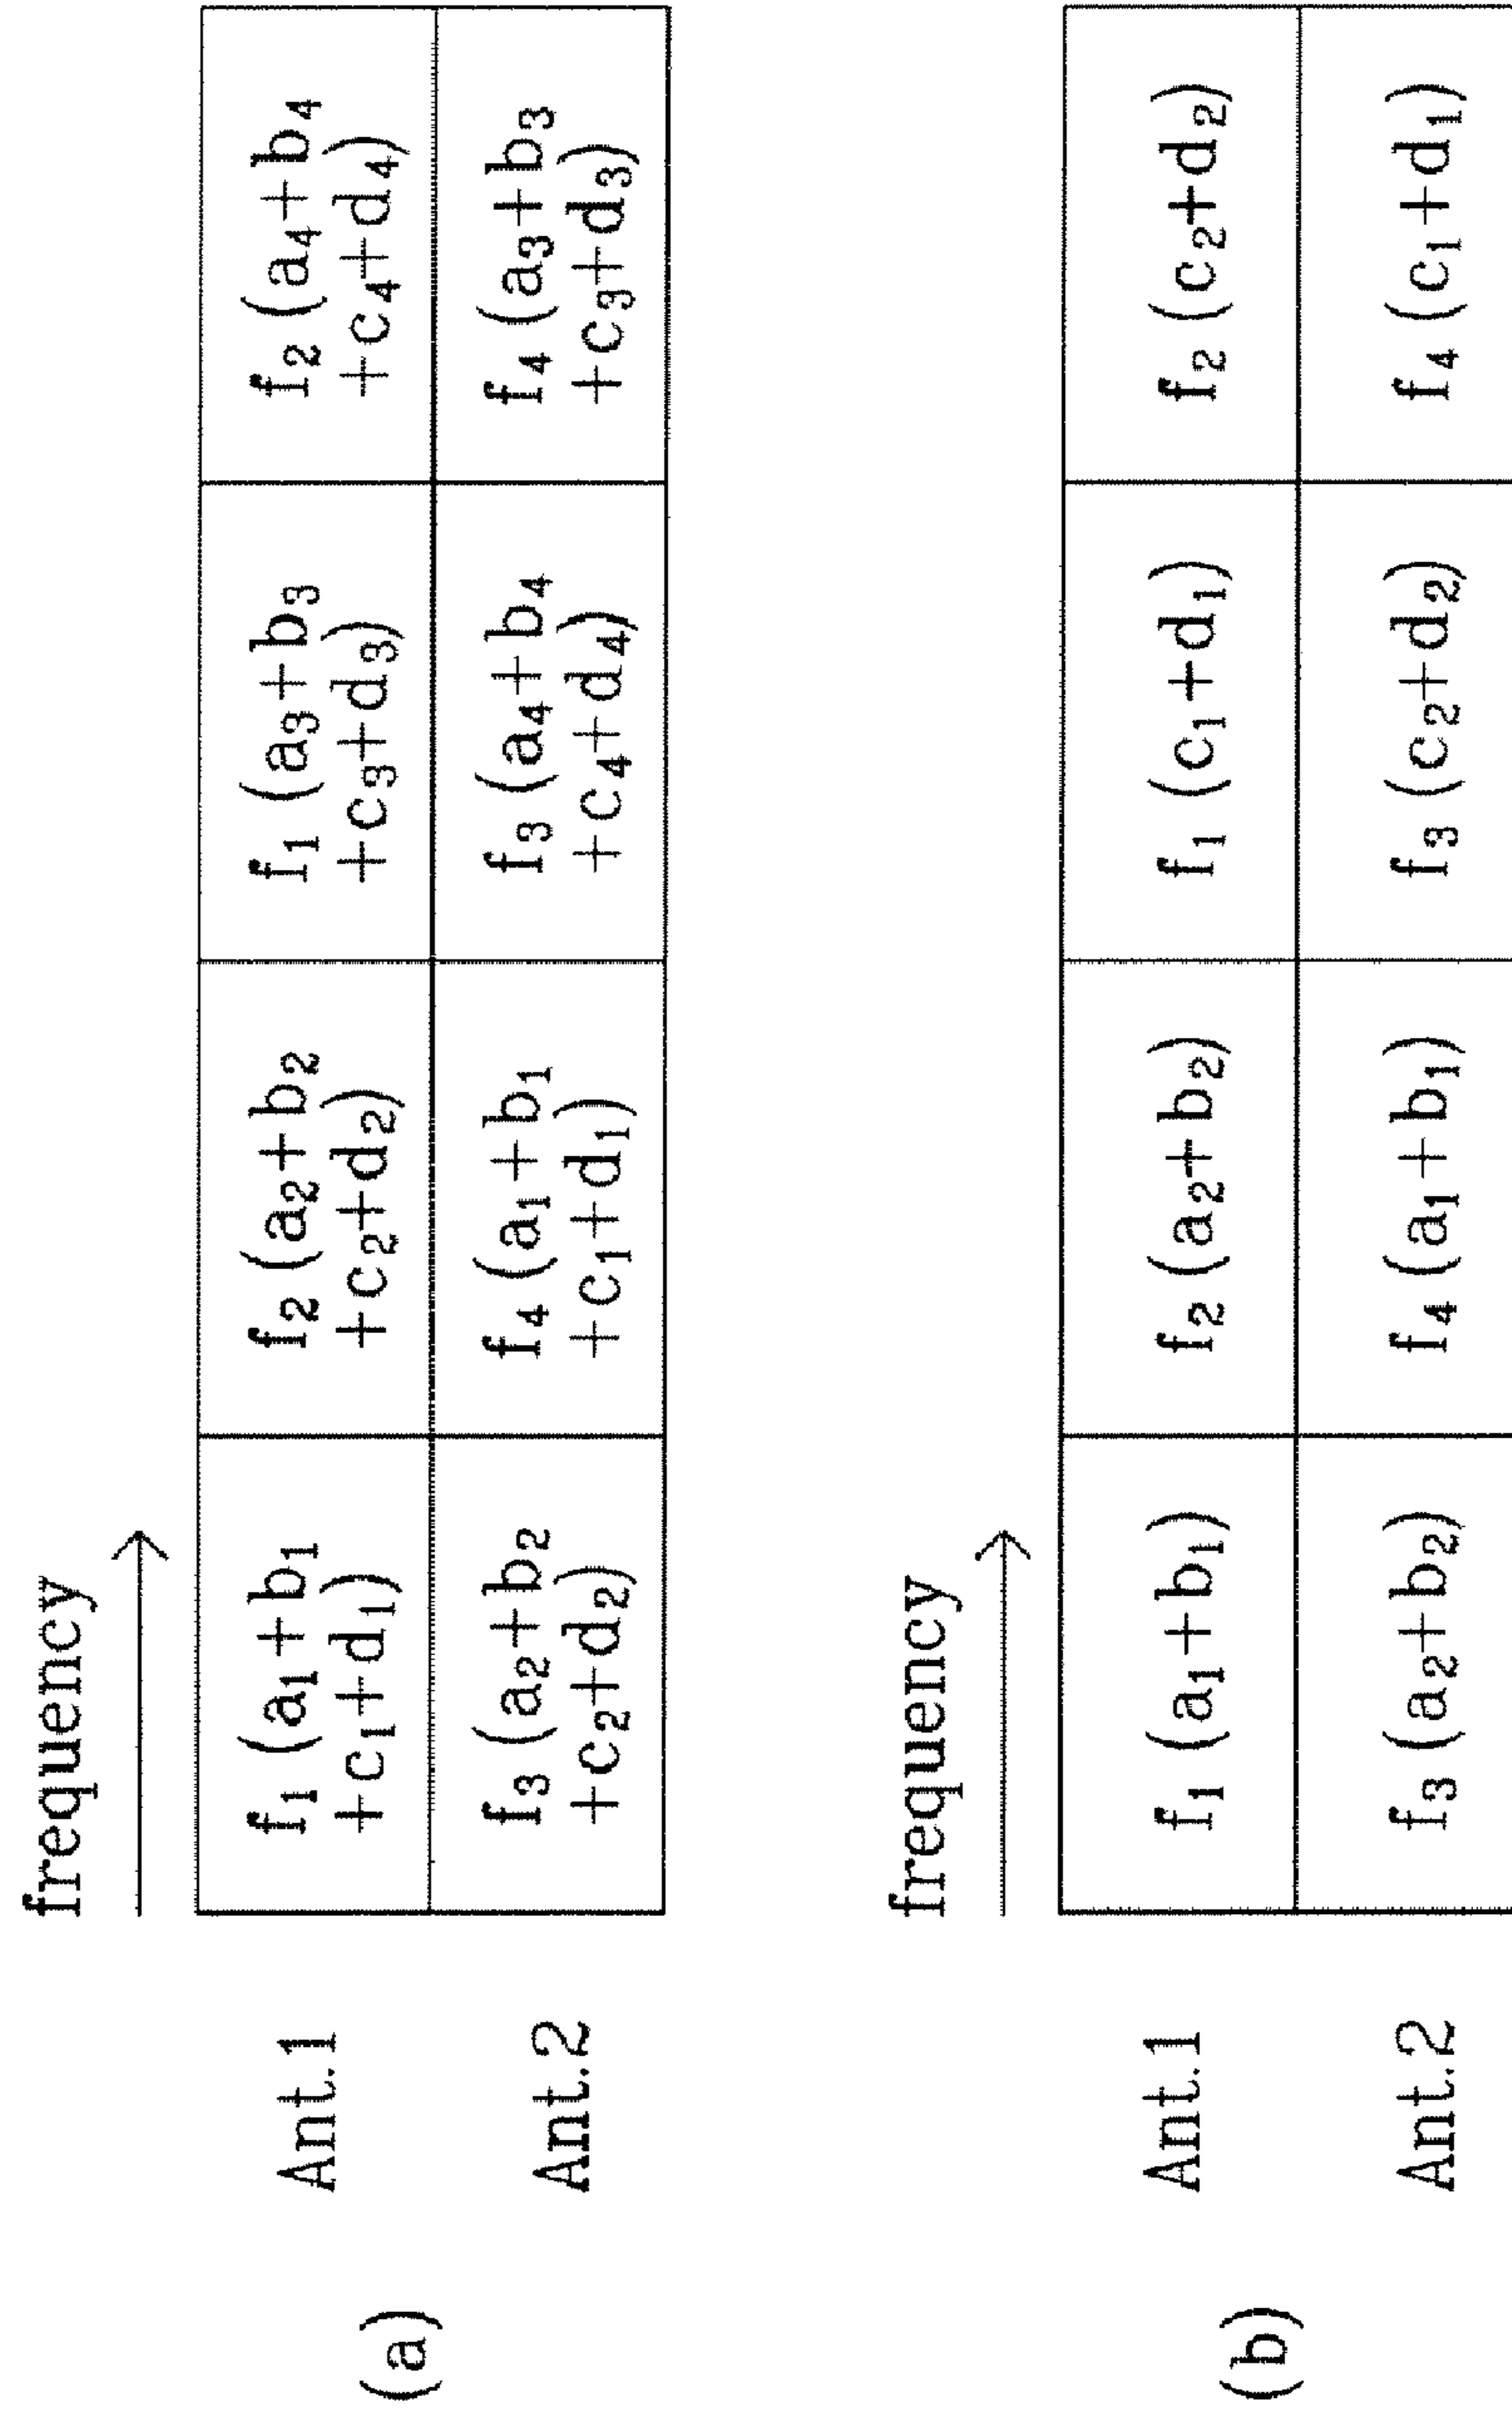 frequency
(a)
Ant.1
f₁ (a₁+b₁
+c₁+d₁)
f₂ (a₂+b₂
+c₂+d₂)
f₁ (a₃+b₃
+c₃+d₃)
f₂ (a₄+b₄
+c₄+d₄)
Ant.2
f₃ (a₂+b₂
+c₂+d₂)
f₄ (a₁+b₁
+c₁+d₁)
f₃ (a₄+b₄
+c₄+d₄)
f₄ (a₃+b₃
+c₃+d₃)
frequency
(b)
Ant.1
f₁ (a₁+b₁)
f₂ (a₂+b₂)
f₁ (c₁+d₁)
f₂ (c₂+d₂)
Ant.2
f₃ (a₂+b₂)
f₄ (a₁+b₁)
f₃ (c₂+d₂)
f₄ (c₁+d₁)